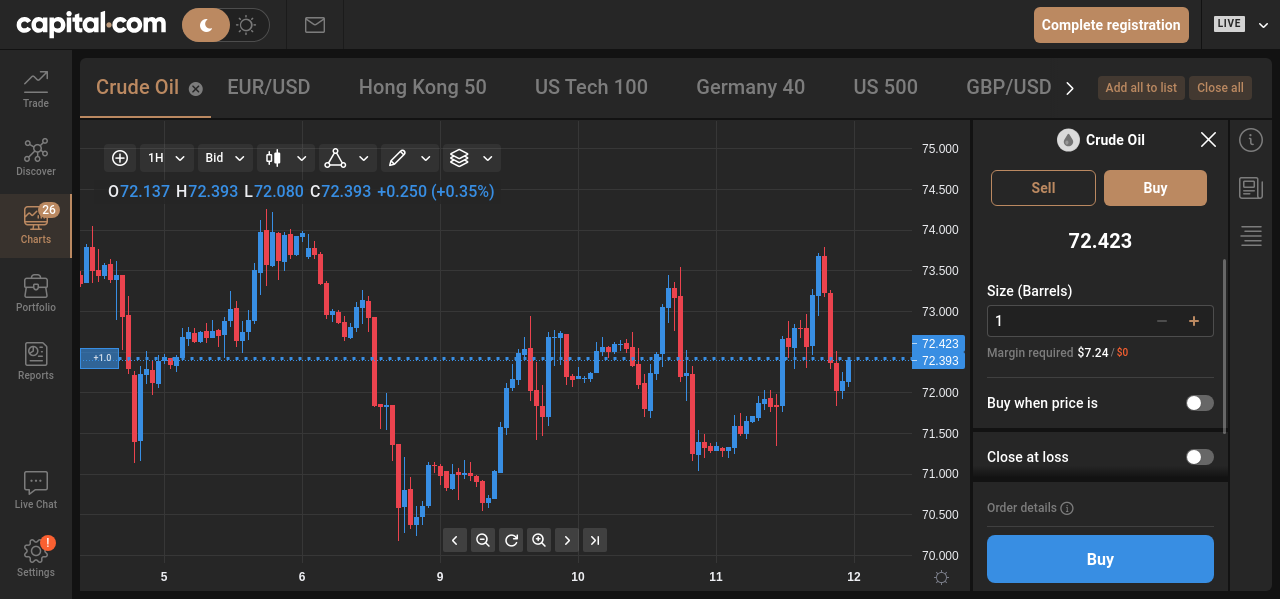 capital.com
Complete registration
LIVE
Trade
Discover
26
Charts
Portfolio
Reports
Live Chat
!
Settings
Crude Oil
EUR/USD
Hong Kong 50
US Tech 100
Germany 40
US 500
GBP/USD
Add all to list
Close all
1H
Bid
O72.137 H72.393 L72.080 C72.393 +0.250 (+0.35%)
+1.0
75.000
74.500
74.000
73.500
73.000
72.423
72.393
72.000
71.500
71.000
70.500
70.000
5
6
9
10
11
12
Crude Oil
Sell
Buy
72.423
Size (Barrels)
1
Margin required $7.24 / $0
Buy when price is
Close at loss
Order details
Buy